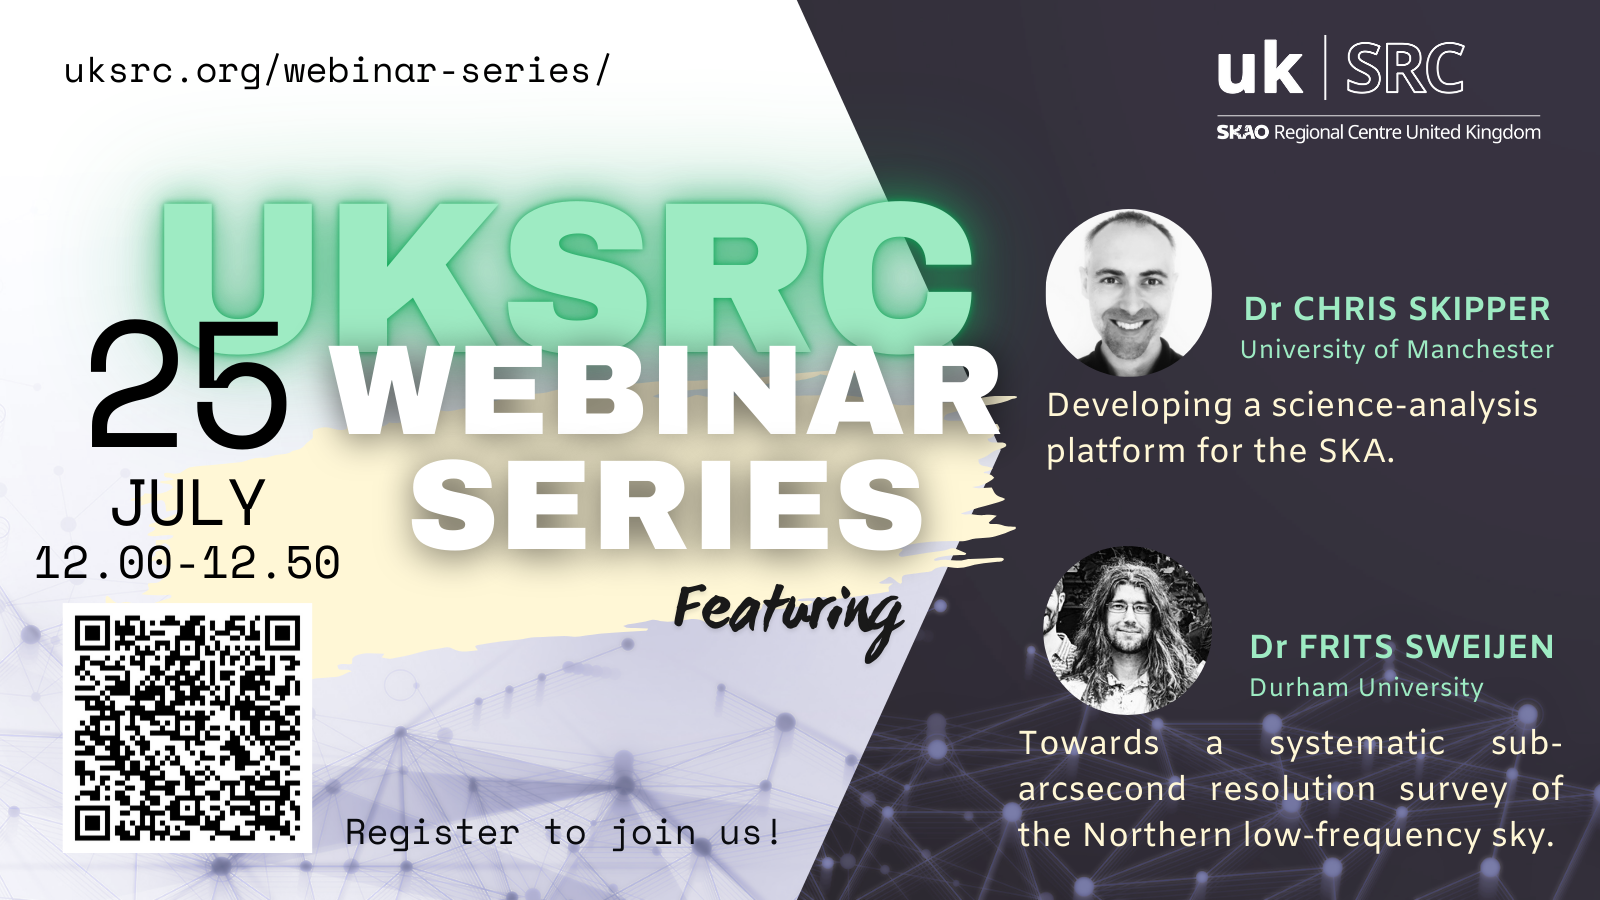 uksrc.org/webinar-series/
uk | SRC
SKAO Regional Centre United Kingdom
UKSRC
WEBINAR
SERIES
Featuring
25
JULY
12.00-12.50
Register to join us!
Dr CHRIS SKIPPER
University of Manchester
Developing a science-analysis
platform for the SKA.
Dr FRITS SWEIJEN
Durham University
Towards a systematic sub-
arcsecond resolution survey of
the Northern low-frequency sky.